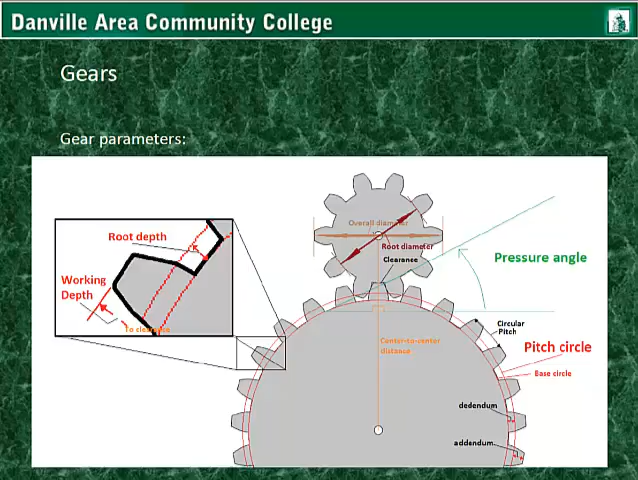 Danville Area Community College
Gears
Gear parameters:
Overall diameter
Root depth
Root diameter
Clearance
Pressure angle
Working
Depth
To clearance
Circular
Pitch
Center-to-center
distance
Pitch circle
Base circle
dedendum
addendum